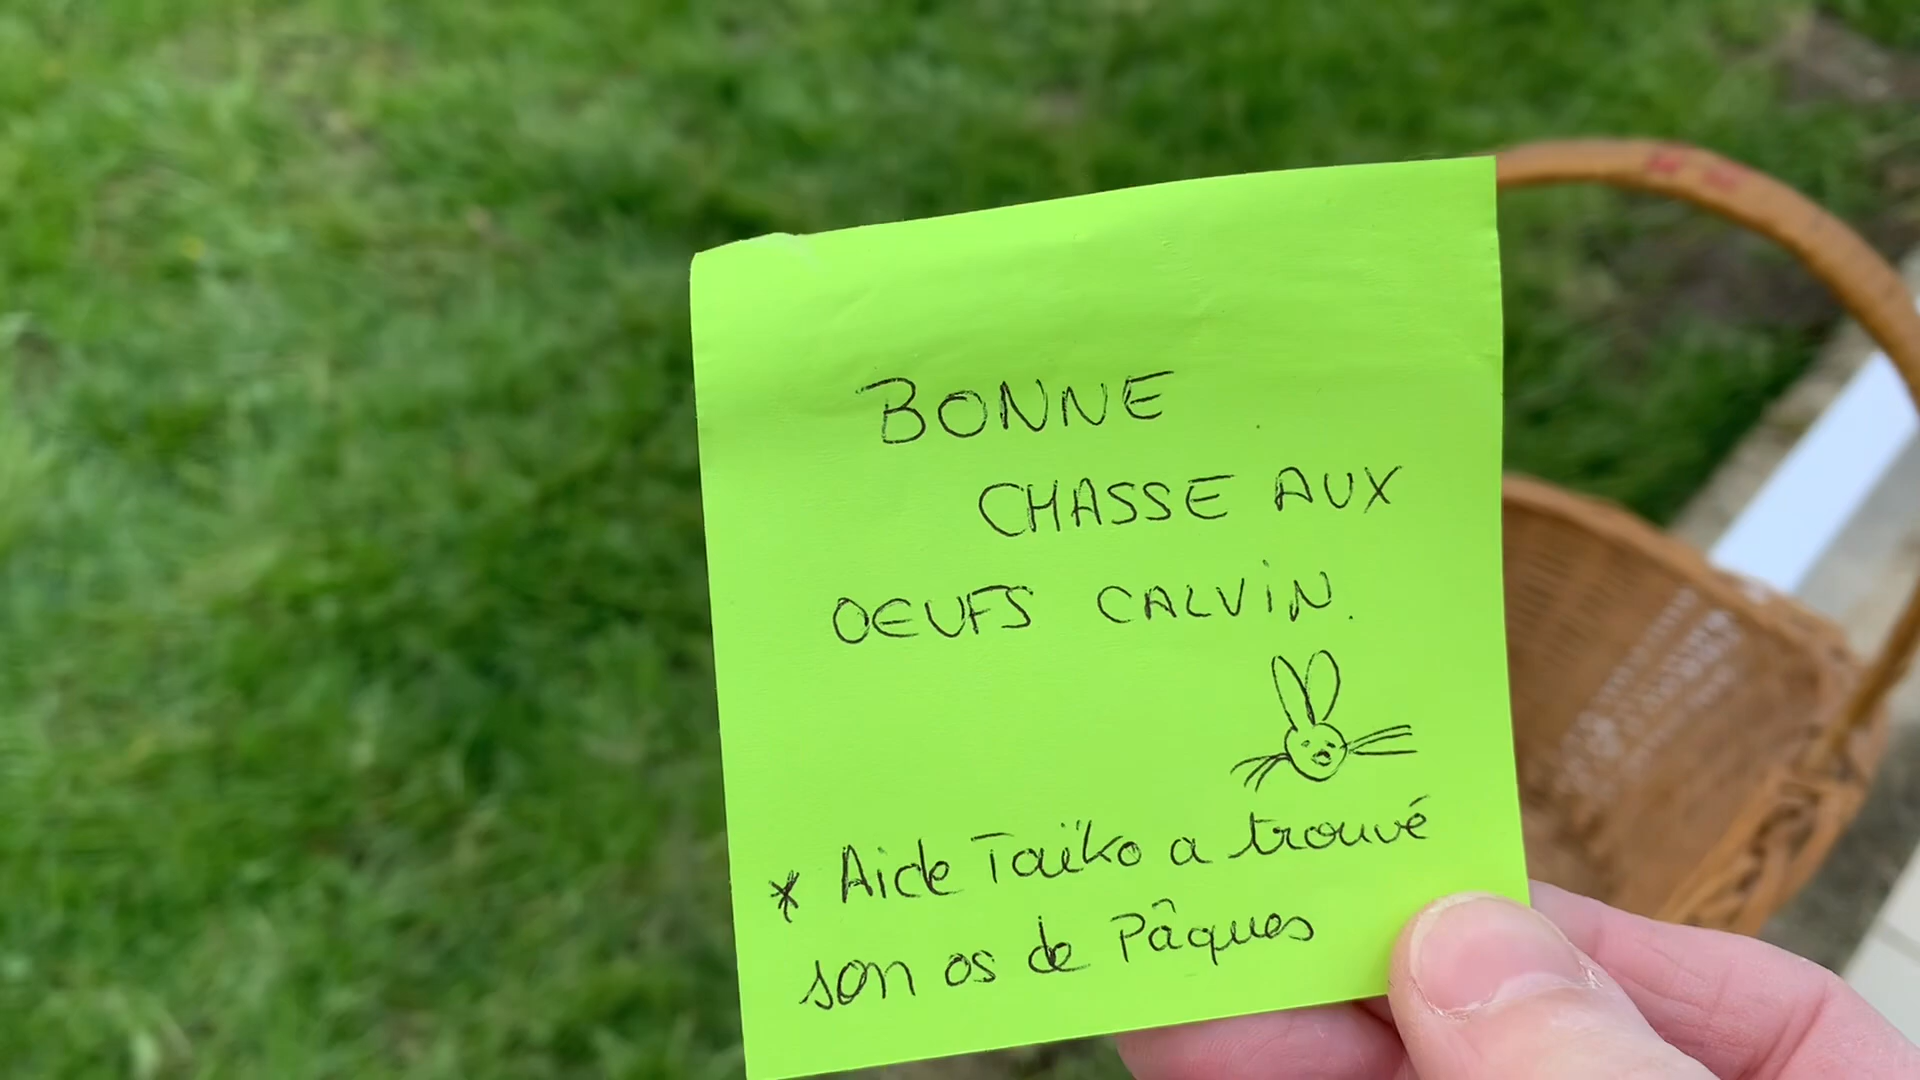 BONNE
CHASSE AUX
OEUFS CALViN.
* Aide Taïko a trouvé
son os de Pâques